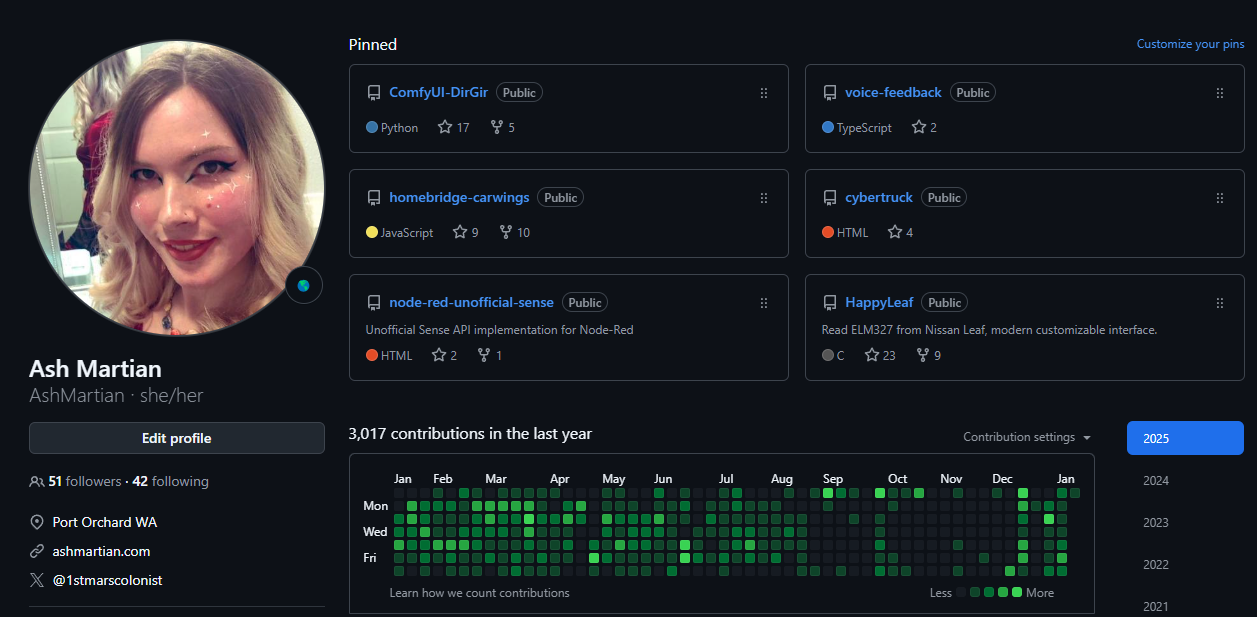 Pinned
Customize your pins
ComfyUI-DirGir Public
Python 17 5
voice-feedback Public
TypeScript 2
homebridge-carwings Public
JavaScript 9 10
cybertruck Public
HTML 4
node-red-unofficial-sense Public
Unofficial Sense API implementation for Node-Red
HTML 2 1
HappyLeaf Public
Read ELM327 from Nissan Leaf, modern customizable interface.
C 23 9
Ash Martian
AshMartian · she/her
Edit profile
51 followers · 42 following
Port Orchard WA
ashmartian.com
@1stmarscolonist
3,017 contributions in the last year
Contribution settings
Jan Feb Mar Apr May Jun Jul Aug Sep Oct Nov Dec Jan
Mon
Wed
Fri
Learn how we count contributions
Less More
2025
2024
2023
2022
2021